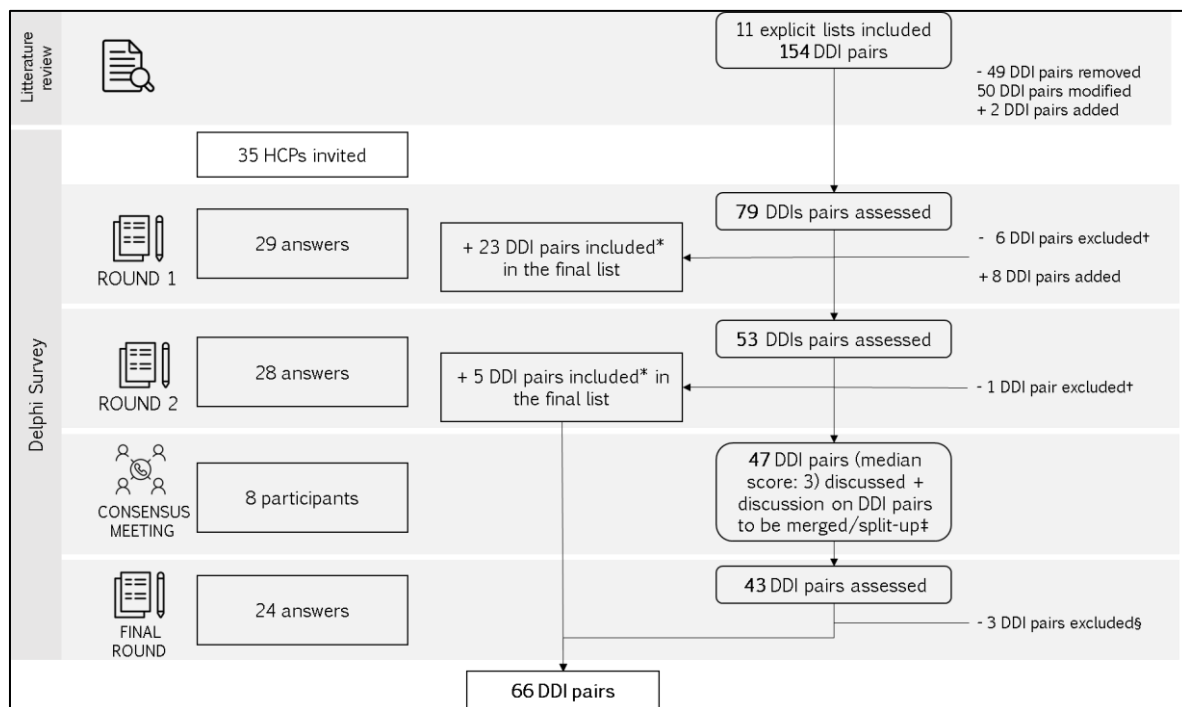 Litterature
review
11 explicit lists included
154 DDI pairs
- 49 DDI pairs removed
50 DDI pairs modified
+ 2 DDI pairs added
Delphi Survey
35 HCPs invited
ROUND 1
29 answers
+ 23 DDI pairs included*
in the final list
79 DDIs pairs assessed
- 6 DDI pairs excluded†
+ 8 DDI pairs added
ROUND 2
28 answers
+ 5 DDI pairs included* in
the final list
53 DDIs pairs assessed
- 1 DDI pair excluded†
CONSENSUS
MEETING
8 participants
47 DDI pairs (median
score: 3) discussed +
discussion on DDI pairs
to be merged/split-up‡
FINAL
ROUND
24 answers
43 DDI pairs assessed
- 3 DDI pairs excluded§
66 DDI pairs